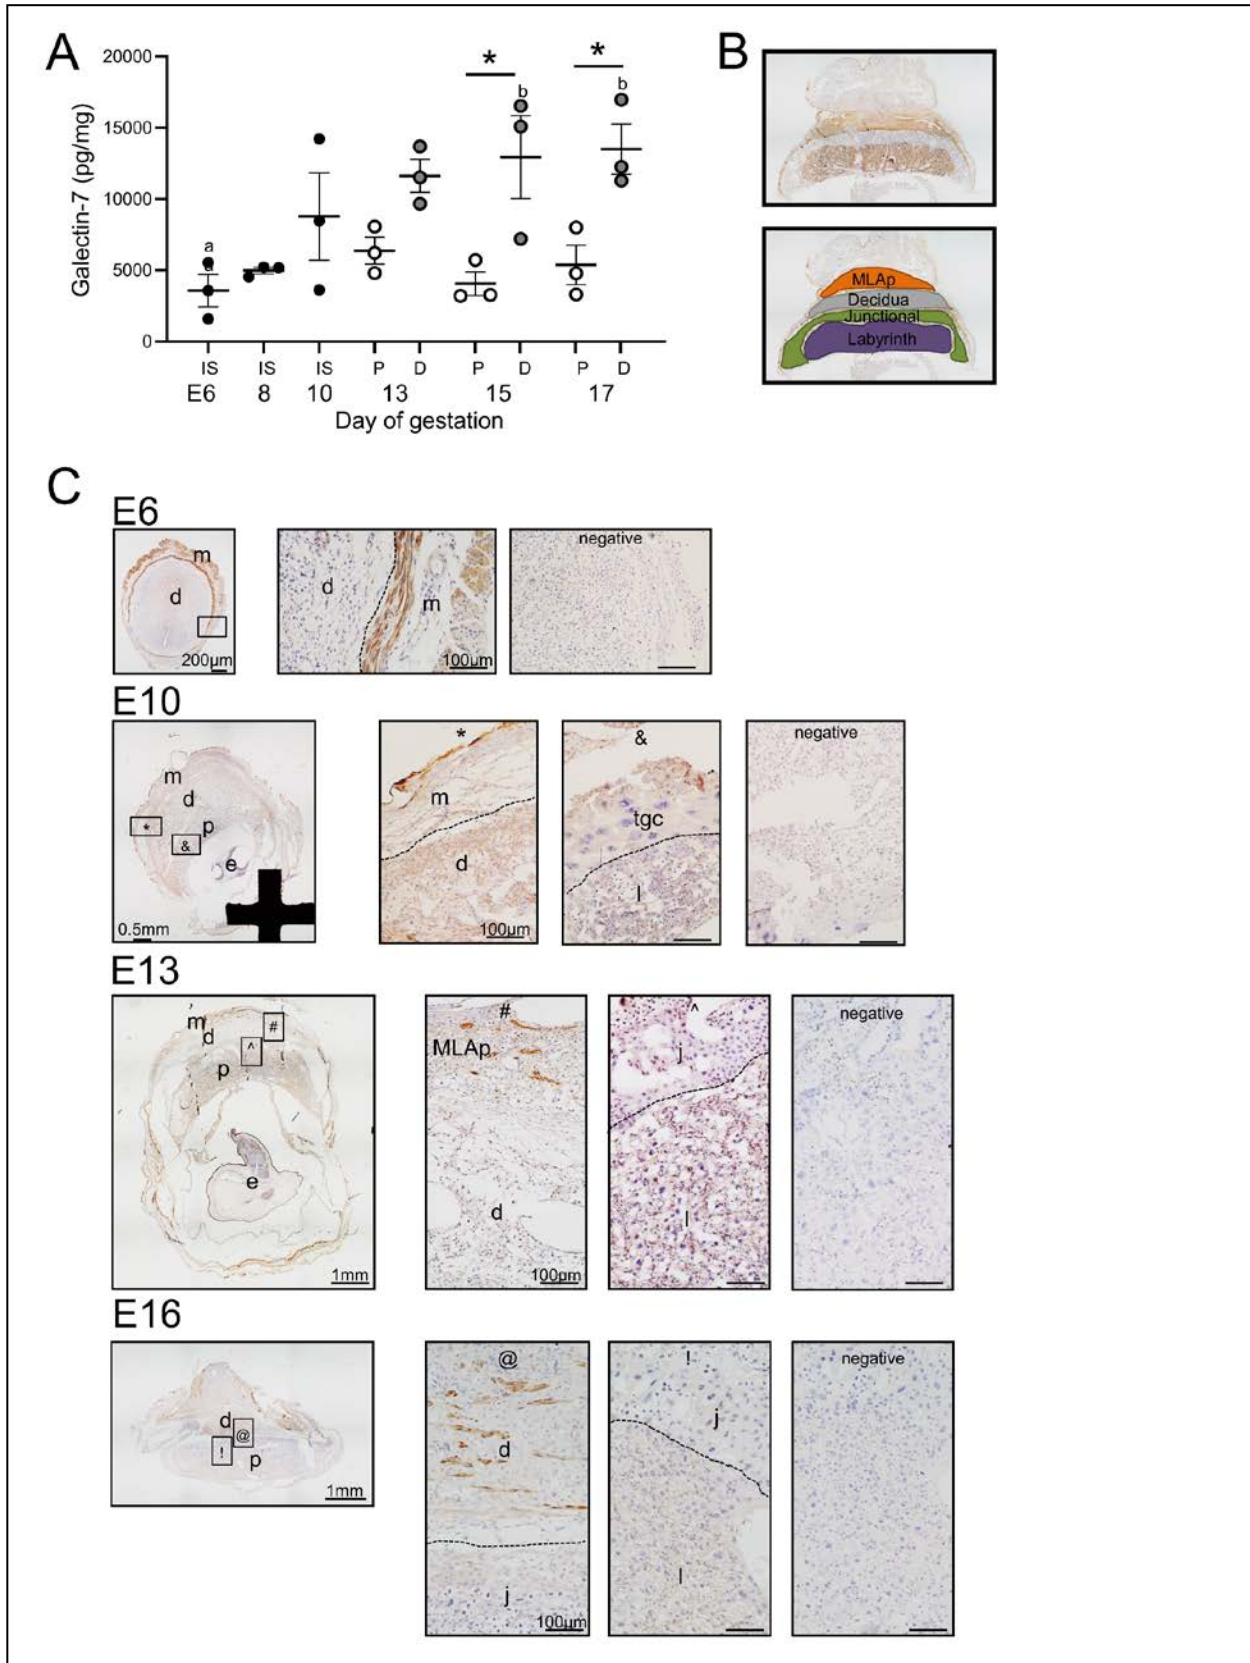 A
20000
15000
10000
5000
0
Galectin-7 (pg/mg)
a
a
*
b
*
b
IS IS IS P D P D P D
E6 8 10 13 15 17
Day of gestation
B
MLAp
Decidua
Junctional
Labyrinth
C
E6
m
d
200µm
d
m
100µm
negative
E10
m
d
p
*
&
e
0.5mm
*
m
d
100µm
&
tgc
l
negative
E13
m
d
#
^
p
e
1mm
#
MLAp
d
100µm
^
j
l
negative
E16
d
@
!
p
1mm
@
d
j
100µm
!
j
l
negative